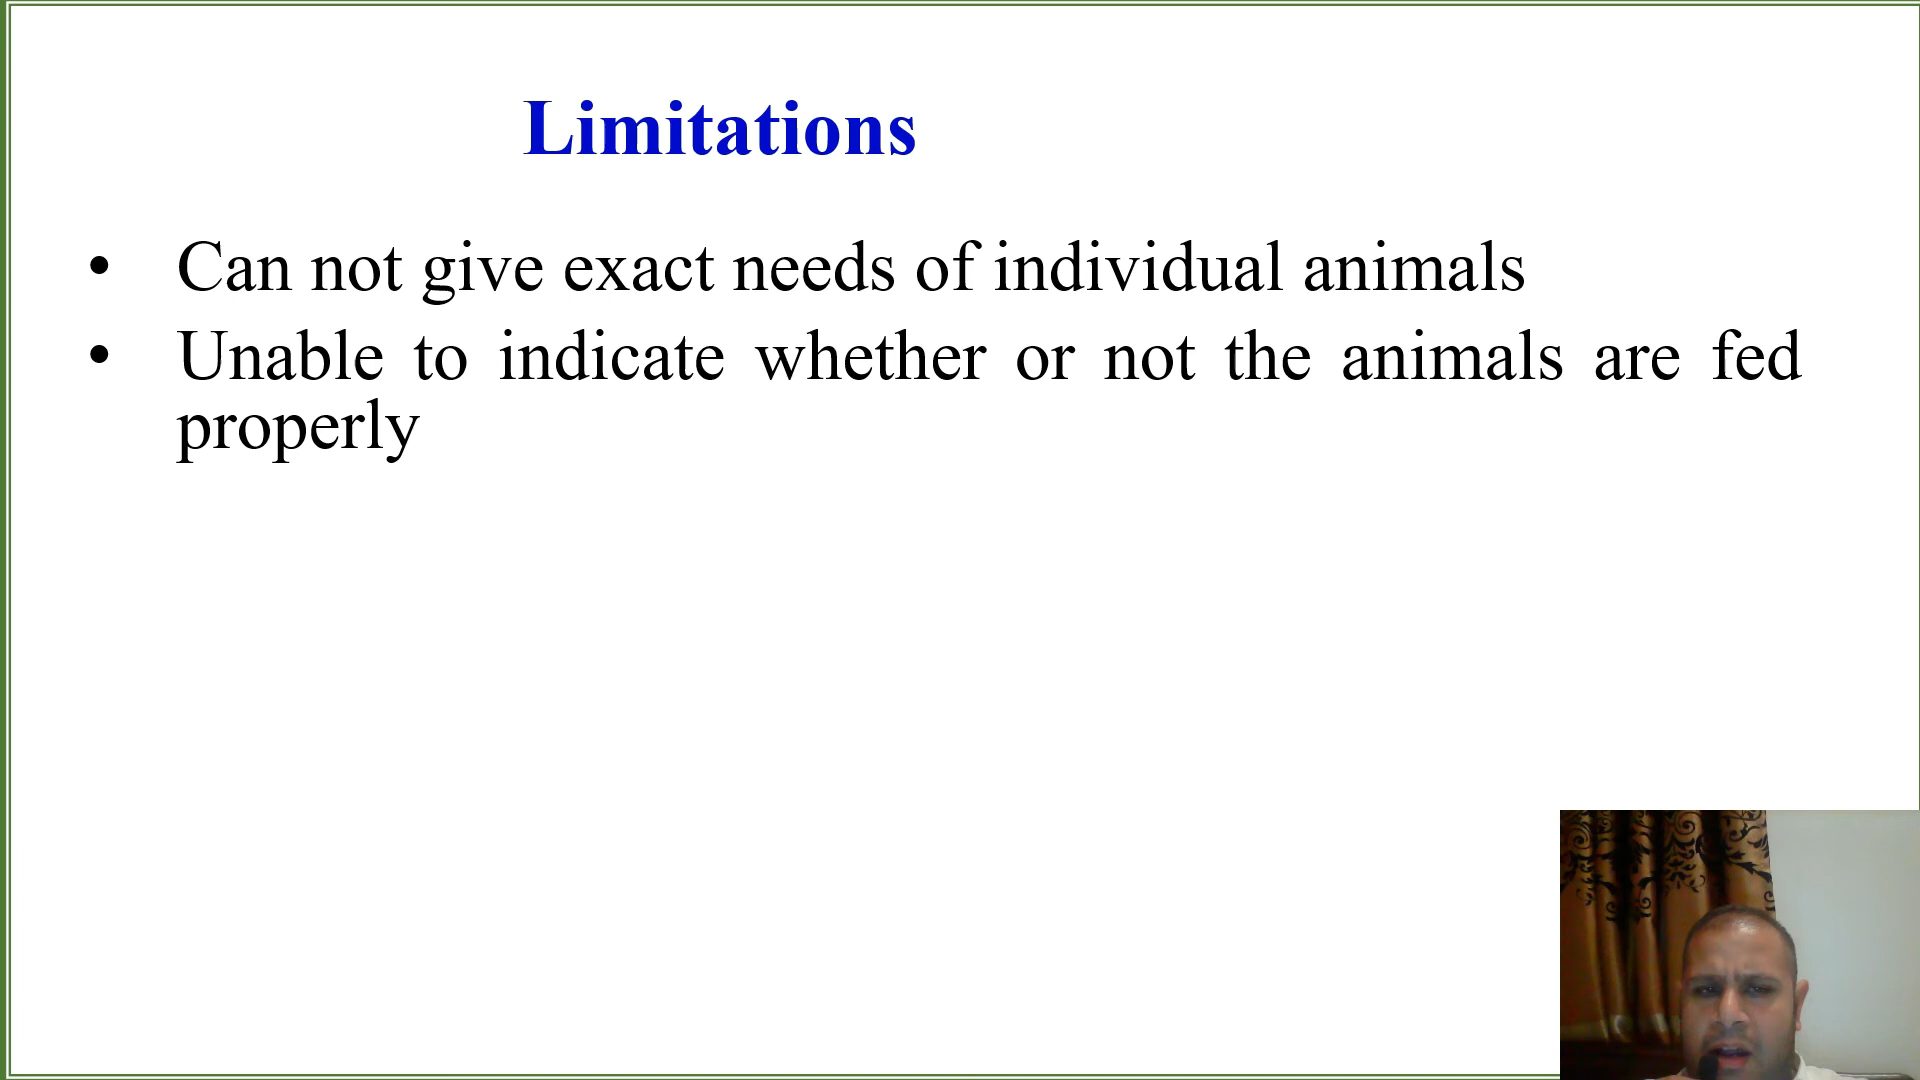 Limitations
• Can not give exact needs of individual animals
• Unable to indicate whether or not the animals are fed
properly